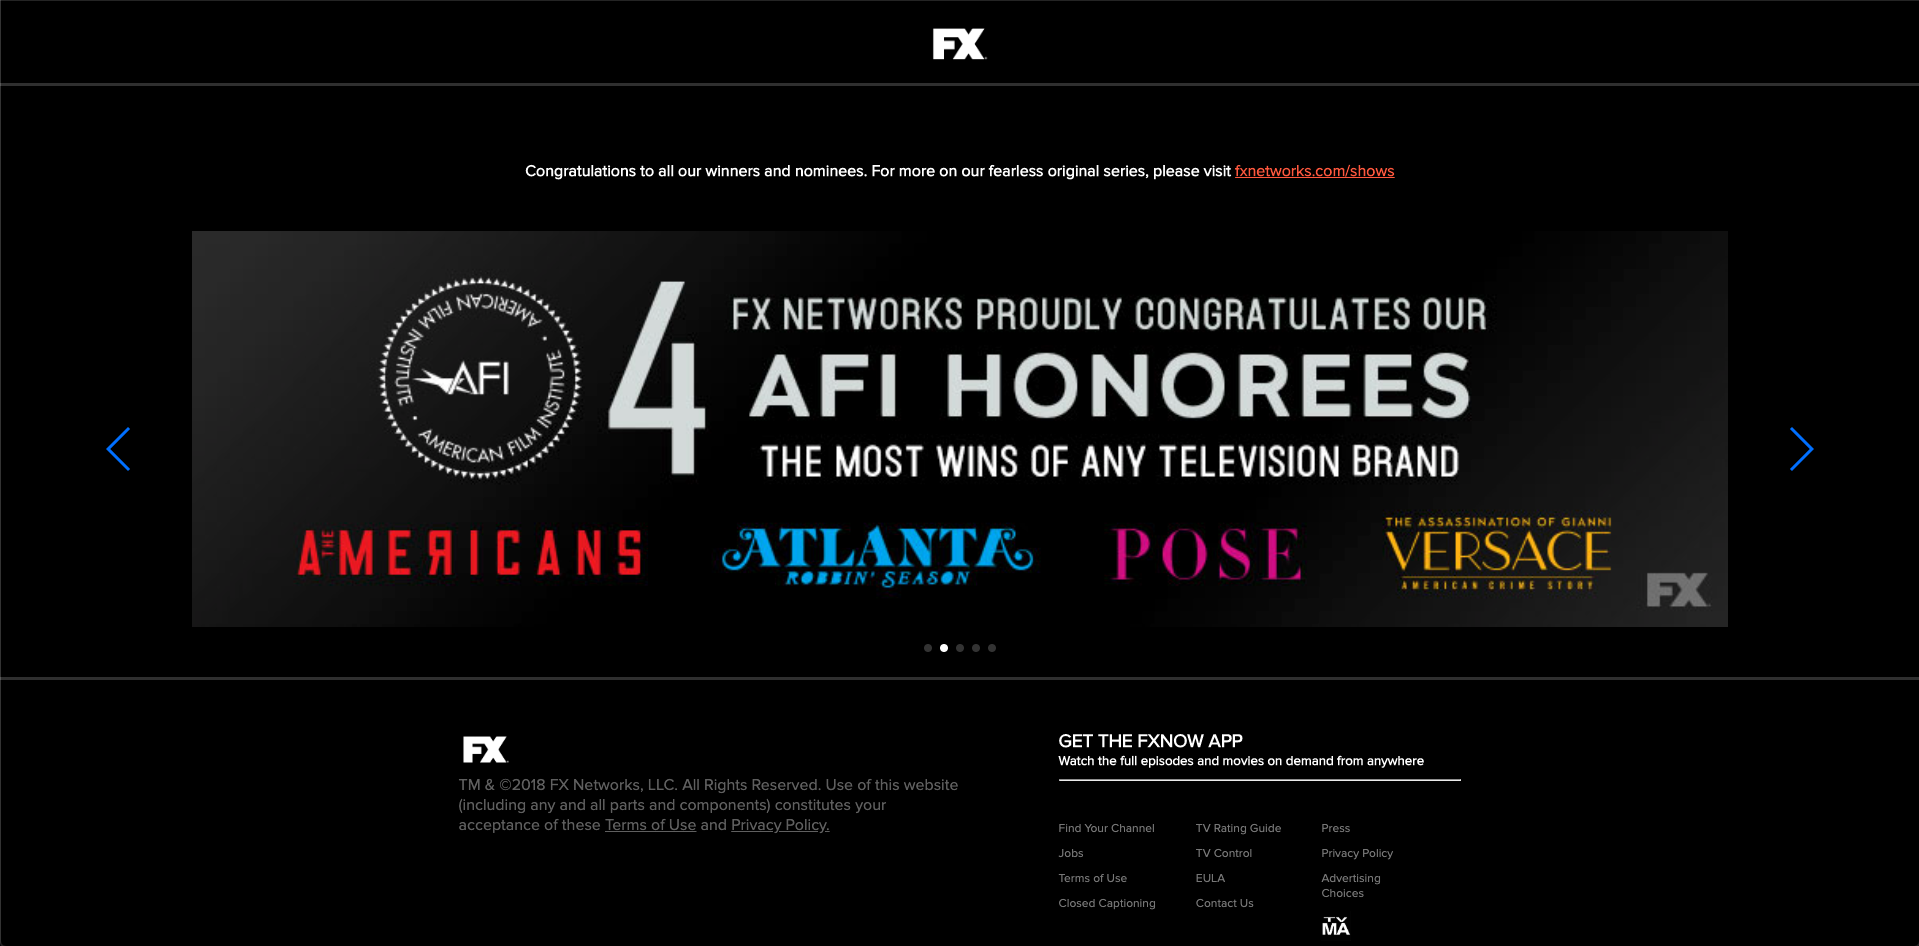 FX
Congratulations to all our winners and nominees. For more on our fearless original series, please visit fxnetworks.com/shows
AMERICAN FILM INSTITUTE · AMERICAN FILM INSTITUTE ·
AFI
4
FX NETWORKS PROUDLY CONGRATULATES OUR
AFI HONOREES
THE MOST WINS OF ANY TELEVISION BRAND
THE AMERICANS
ATLANTA
ROBBIN' SEASON
POSE
THE ASSASSINATION OF GIANNI
VERSACE
AMERICAN CRIME STORY
FX
FX
TM & ©2018 FX Networks, LLC. All Rights Reserved. Use of this website
(including any and all parts and components) constitutes your
acceptance of these Terms of Use and Privacy Policy.
GET THE FXNOW APP
Watch the full episodes and movies on demand from anywhere
Find Your Channel
Jobs
Terms of Use
Closed Captioning
TV Rating Guide
TV Control
EULA
Contact Us
Press
Privacy Policy
Advertising
Choices
TV
MA